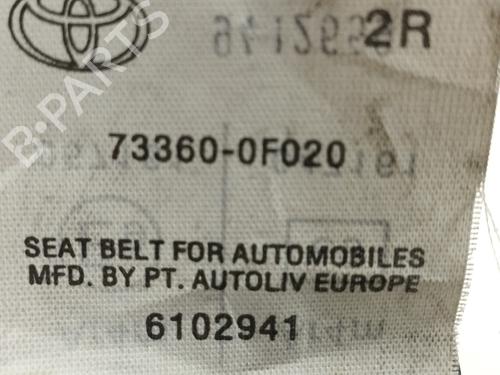 2R
B-PARTS
73360-0F020
SEAT BELT FOR AUTOMOBILES
MFD. BY PT. AUTOLIV EUROPE
6102941